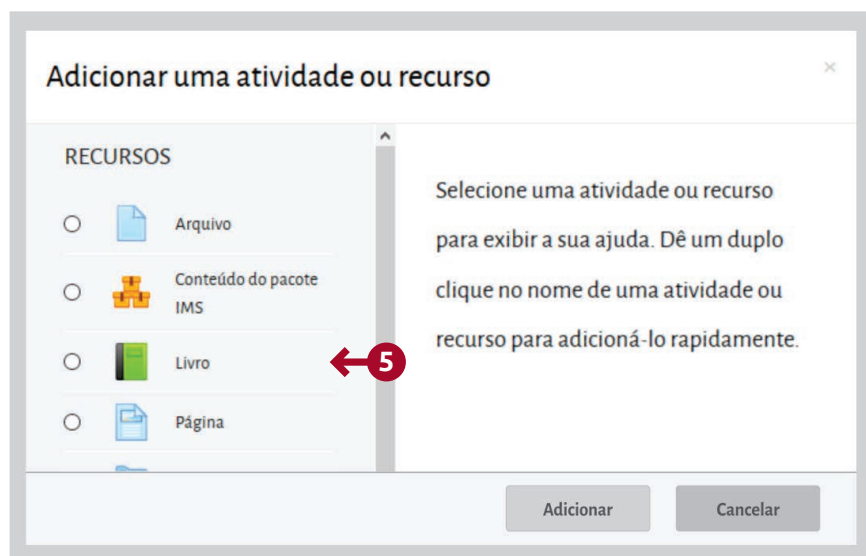 Adicionar uma atividade ou recurso
×
RECURSOS
Arquivo
Conteúdo do pacote
IMS
Livro
5
Página
Selecione uma atividade ou recurso
para exibir a sua ajuda. Dê um duplo
clique no nome de uma atividade ou
recurso para adicioná-lo rapidamente.
Adicionar
Cancelar